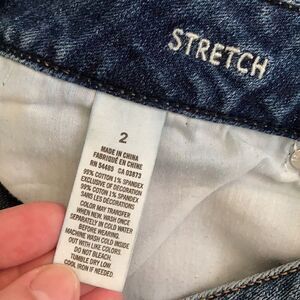 STRETCH
2
MADE IN CHINA
FABRIQUÉ EN CHINE
RN 54485 CA 03873
99% COTTON 1% SPANDEX
EXCLUSIVE OF DECORATION
99% COTON 1% SPANDEX
SANS LES DÉCORATIONS
COLOR MAY TRANSFER
WHEN NEW. WASH ONCE
SEPARATELY IN COLD WATER
BEFORE WEARING.
MACHINE WASH COLD INSIDE
OUT WITH LIKE COLORS.
DO NOT BLEACH
TUMBLE DRY LOW
COOL IRON IF NEEDED.